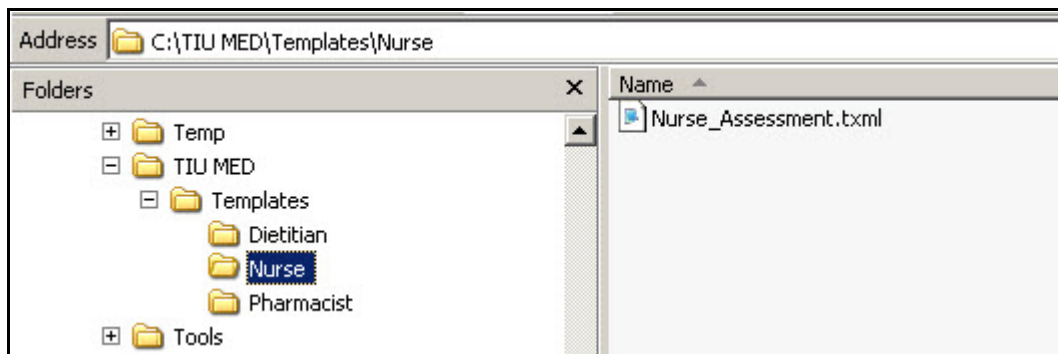 Address C:\TIU MED\Templates\Nurse
Folders
Temp
TIU MED
Templates
Dietitian
Nurse
Pharmacist
Tools
Name
Nurse_Assessment.txml